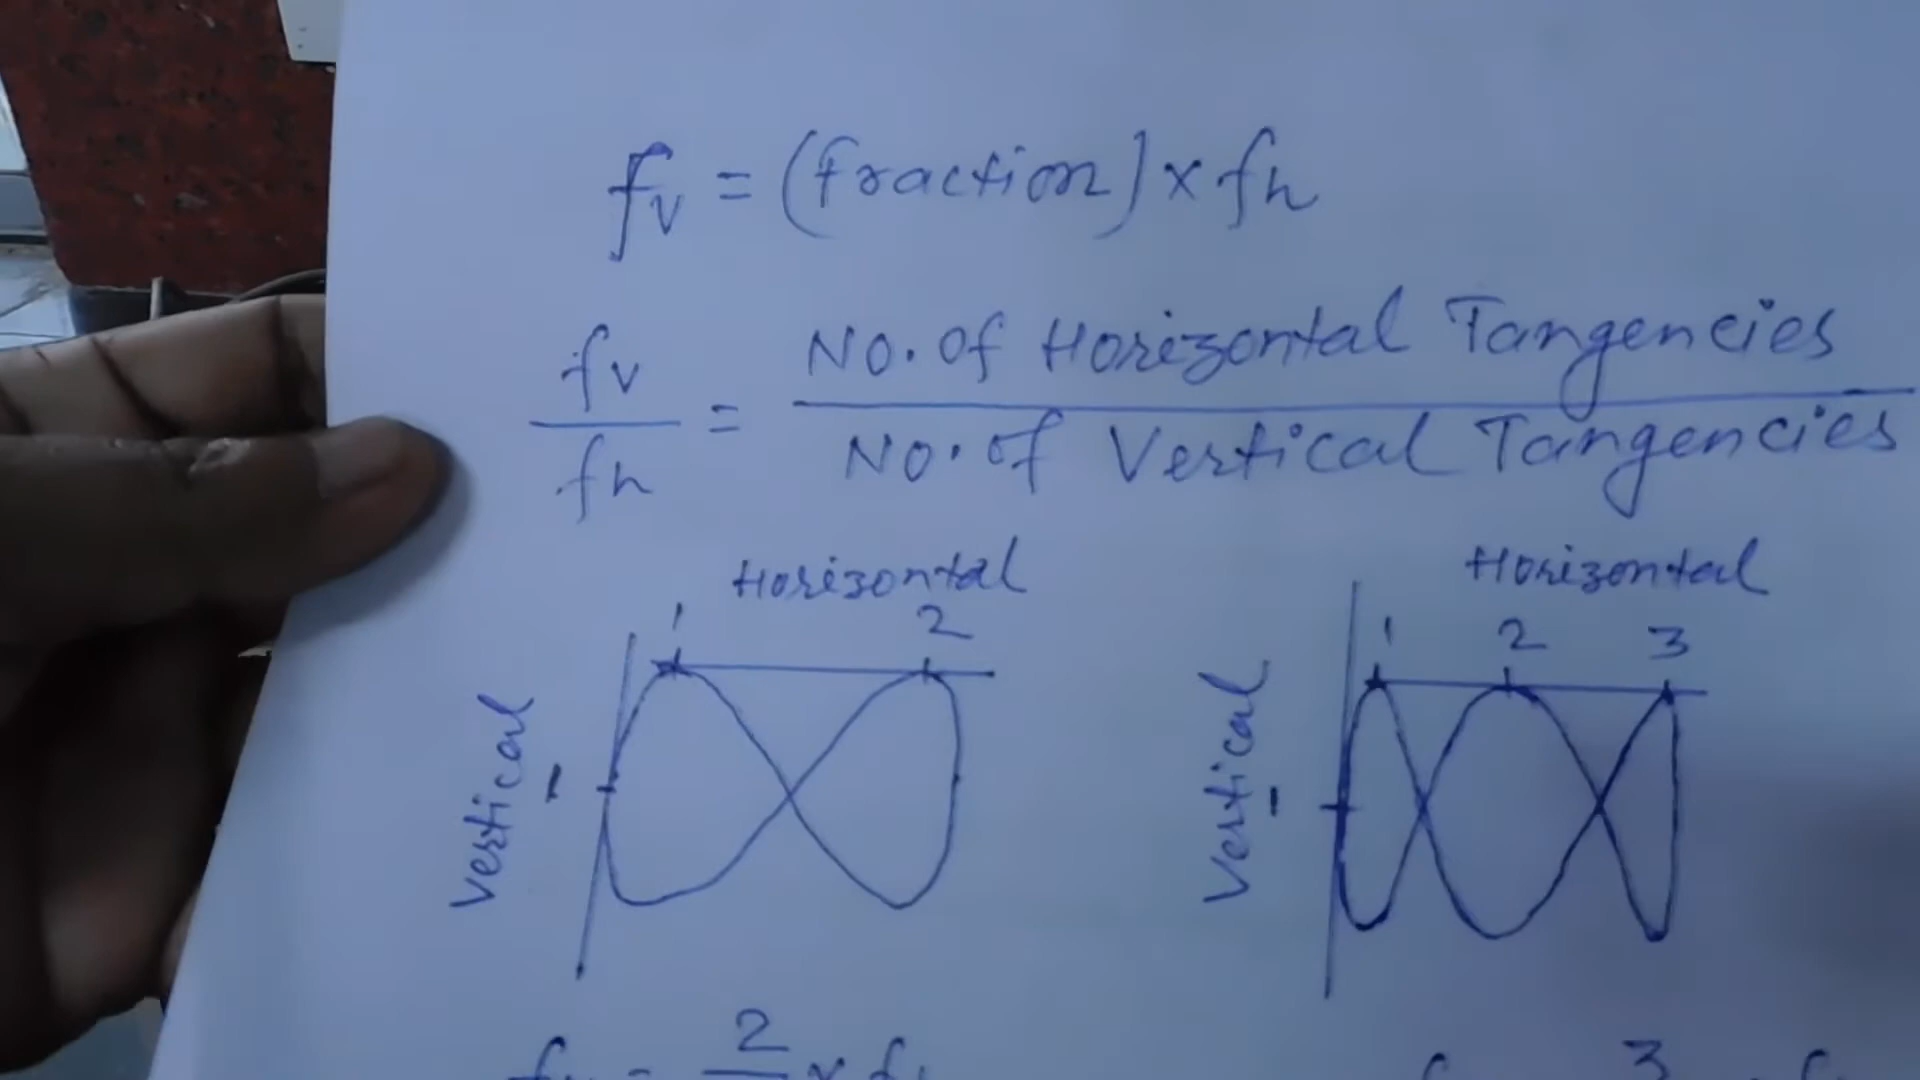 fv = (fraction) x fh
fv / fh = No. of Horizontal Tangencies / No. of Vertical Tangencies
Horizontal
1 2
Vertical
1
Horizontal
1 2 3
Vertical
1
2
x
3